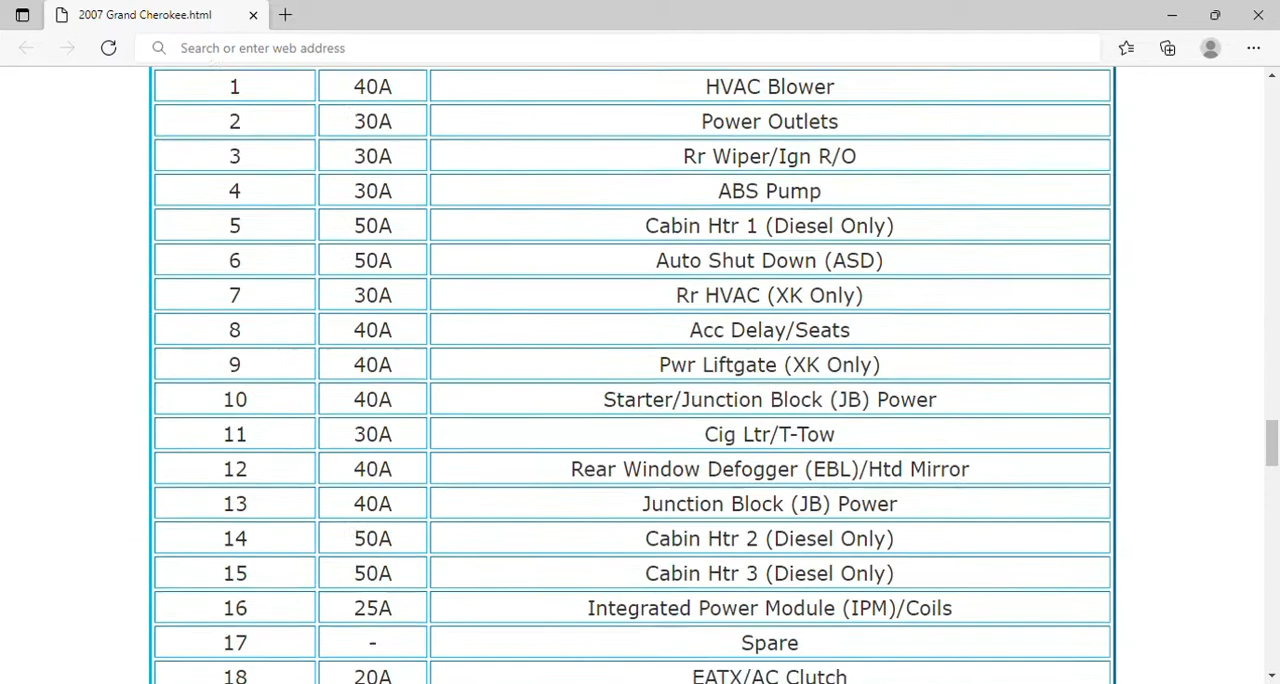 2007 Grand Cherokee.html
Search or enter web address
1 40A HVAC Blower
2 30A Power Outlets
3 30A Rr Wiper/Ign R/O
4 30A ABS Pump
5 50A Cabin Htr 1 (Diesel Only)
6 50A Auto Shut Down (ASD)
7 30A Rr HVAC (XK Only)
8 40A Acc Delay/Seats
9 40A Pwr Liftgate (XK Only)
10 40A Starter/Junction Block (JB) Power
11 30A Cig Ltr/T-Tow
12 40A Rear Window Defogger (EBL)/Htd Mirror
13 40A Junction Block (JB) Power
14 50A Cabin Htr 2 (Diesel Only)
15 50A Cabin Htr 3 (Diesel Only)
16 25A Integrated Power Module (IPM)/Coils
17 - Spare
18 20A EATX/AC Clutch